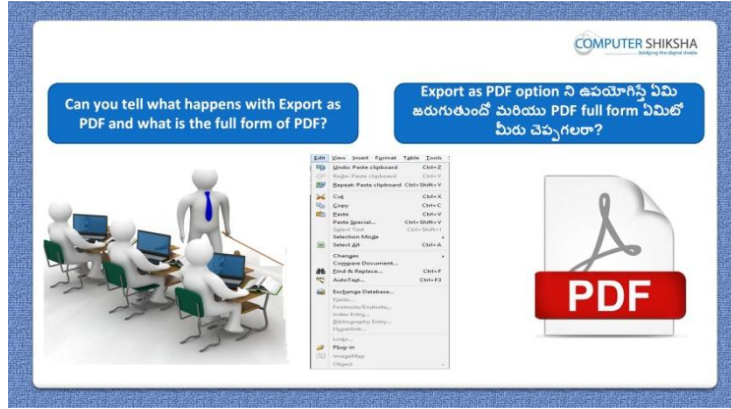 COMPUTER SHIKSHA
bridging the digital divide
Can you tell what happens with Export as
PDF and what is the full form of PDF?
Export as PDF option ని ఉపయోగిస్తే ఏమి
జరుగుతుందో మరియు PDF full form ఏమిటో
మీరు చెప్పగలరా?
Edit View Insert Format Table Tools
Undo: Paste clipboard Ctrl+Z
Redo: Paste clipboard Ctrl+Y
Repeat: Paste clipboard Ctrl+Shift+Y
Cut Ctrl+X
Copy Ctrl+C
Paste Ctrl+V
Paste Special... Ctrl+Shift+V
Select Text Ctrl+Shift+I
Selection Mode
Select All Ctrl+A
Changes
Compare Document...
Find & Replace... Ctrl+F
AutoText... Ctrl+F3
Exchange Database...
Fields...
Footnote/Endnote...
Index Entry...
Bibliography Entry...
Hyperlink...
Links...
Plug-in
ImageMap
Object
PDF